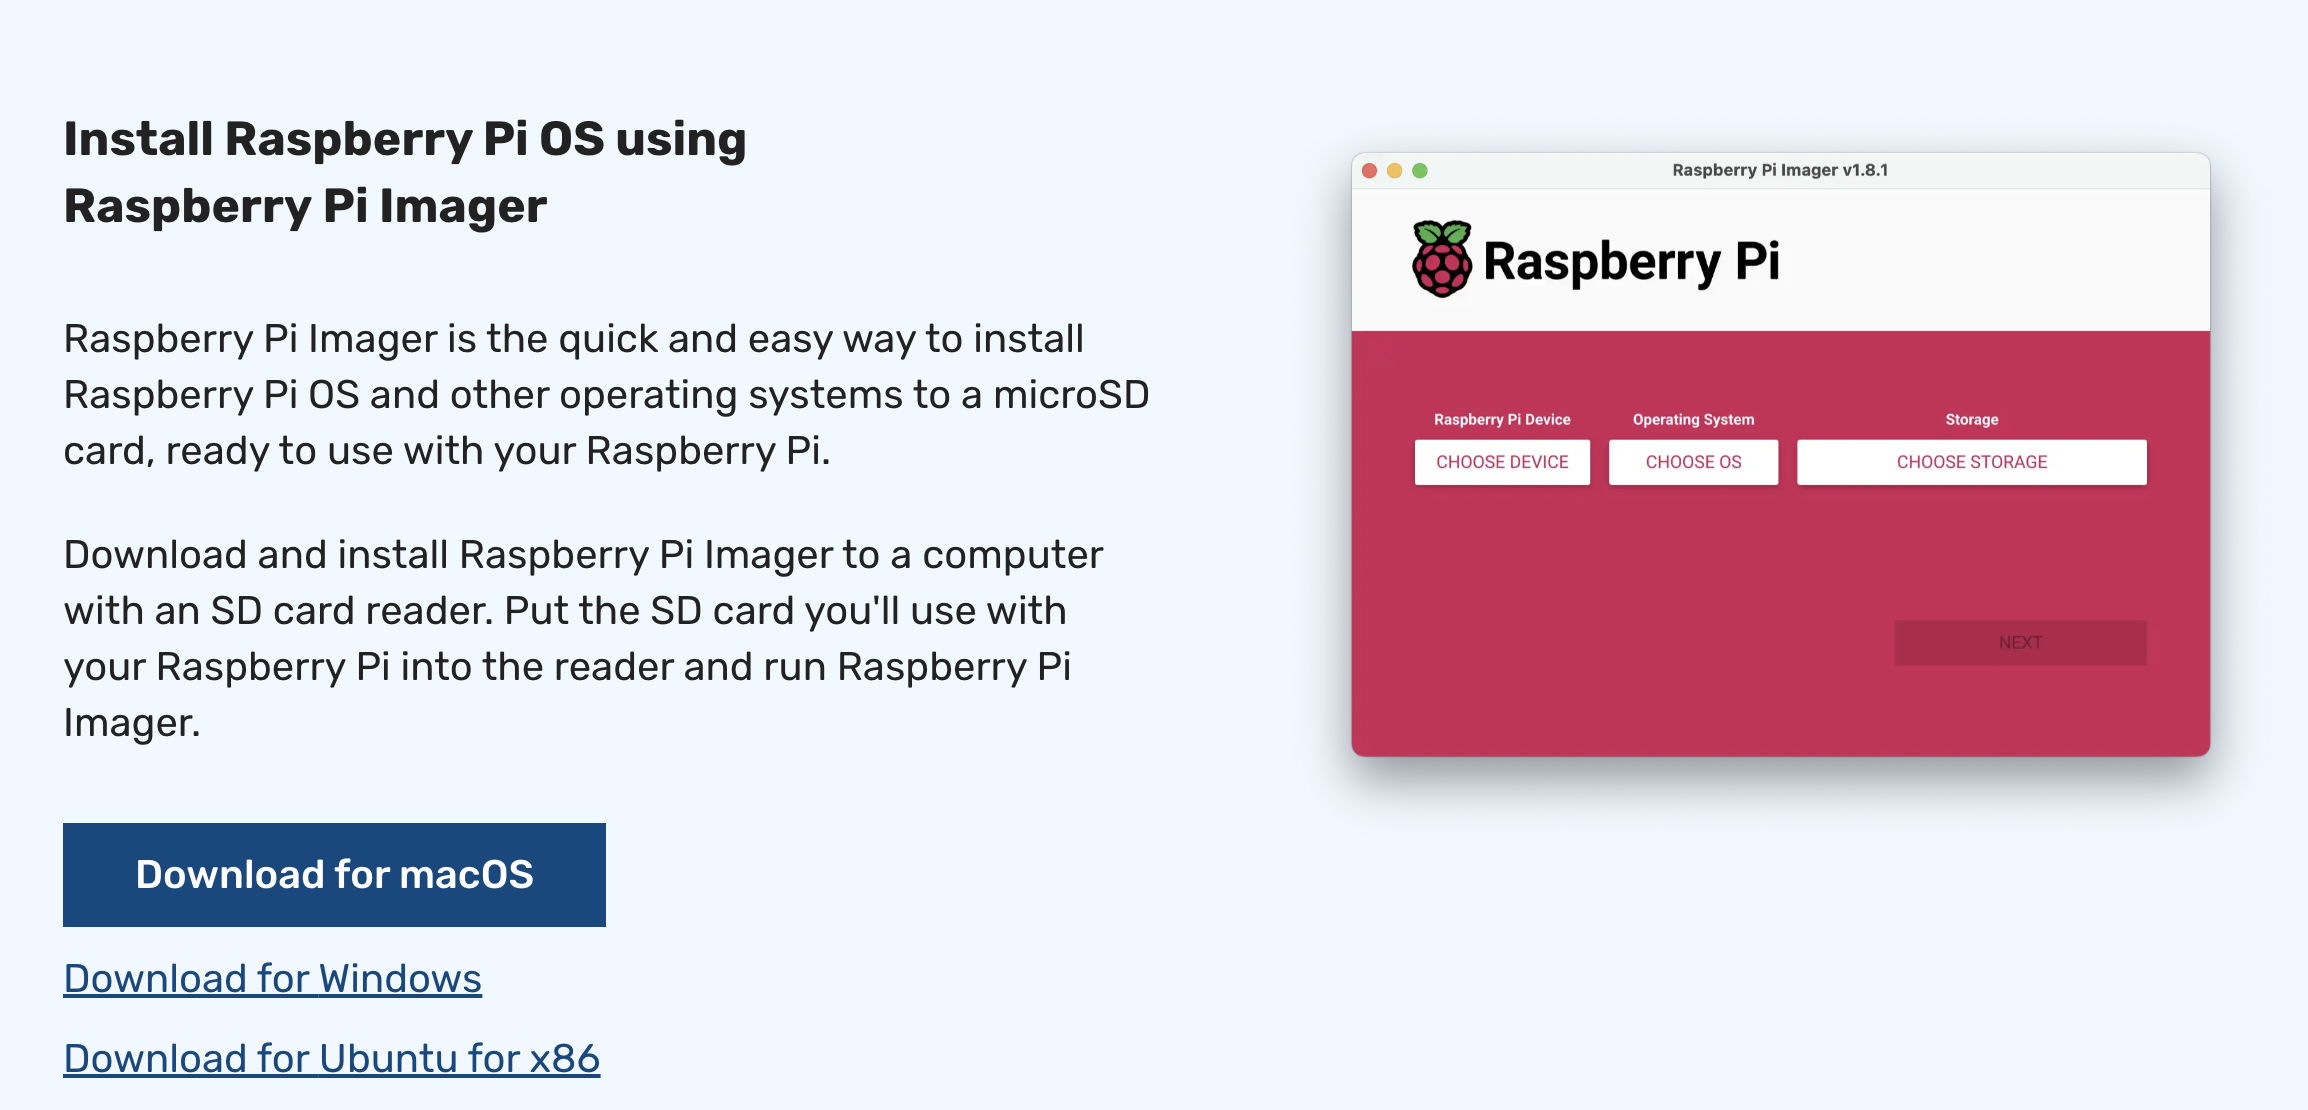 Install Raspberry Pi OS using
Raspberry Pi Imager
Raspberry Pi Imager is the quick and easy way to install
Raspberry Pi OS and other operating systems to a microSD
card, ready to use with your Raspberry Pi.
Download and install Raspberry Pi Imager to a computer
with an SD card reader. Put the SD card you'll use with
your Raspberry Pi into the reader and run Raspberry Pi
Imager.
Download for macOS
Download for Windows
Download for Ubuntu for x86
Raspberry Pi Imager v1.8.1
Raspberry Pi
Raspberry Pi Device Operating System Storage
CHOOSE DEVICE CHOOSE OS CHOOSE STORAGE
NEXT